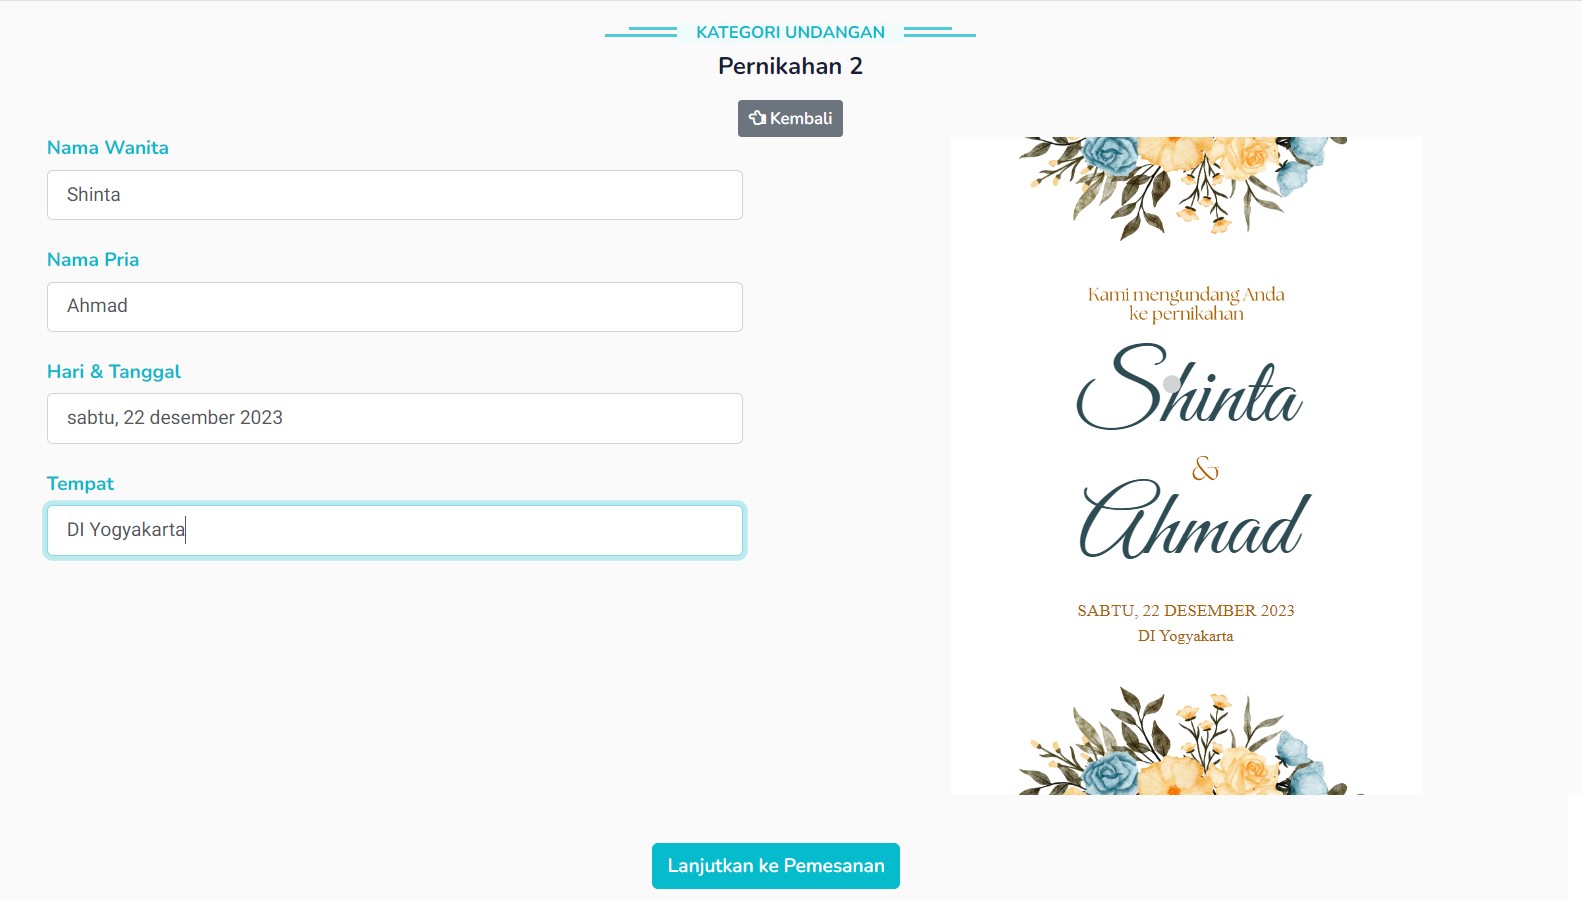 KATEGORI UNDANGAN
Pernikahan 2
Kembali
Nama Wanita
Shinta
Nama Pria
Ahmad
Hari & Tanggal
sabtu, 22 desember 2023
Tempat
DI Yogyakarta
Kami mengundang Anda
ke pernikahan
Shinta
&
Ahmad
SABTU, 22 DESEMBER 2023
DI Yogyakarta
Lanjutkan ke Pemesanan